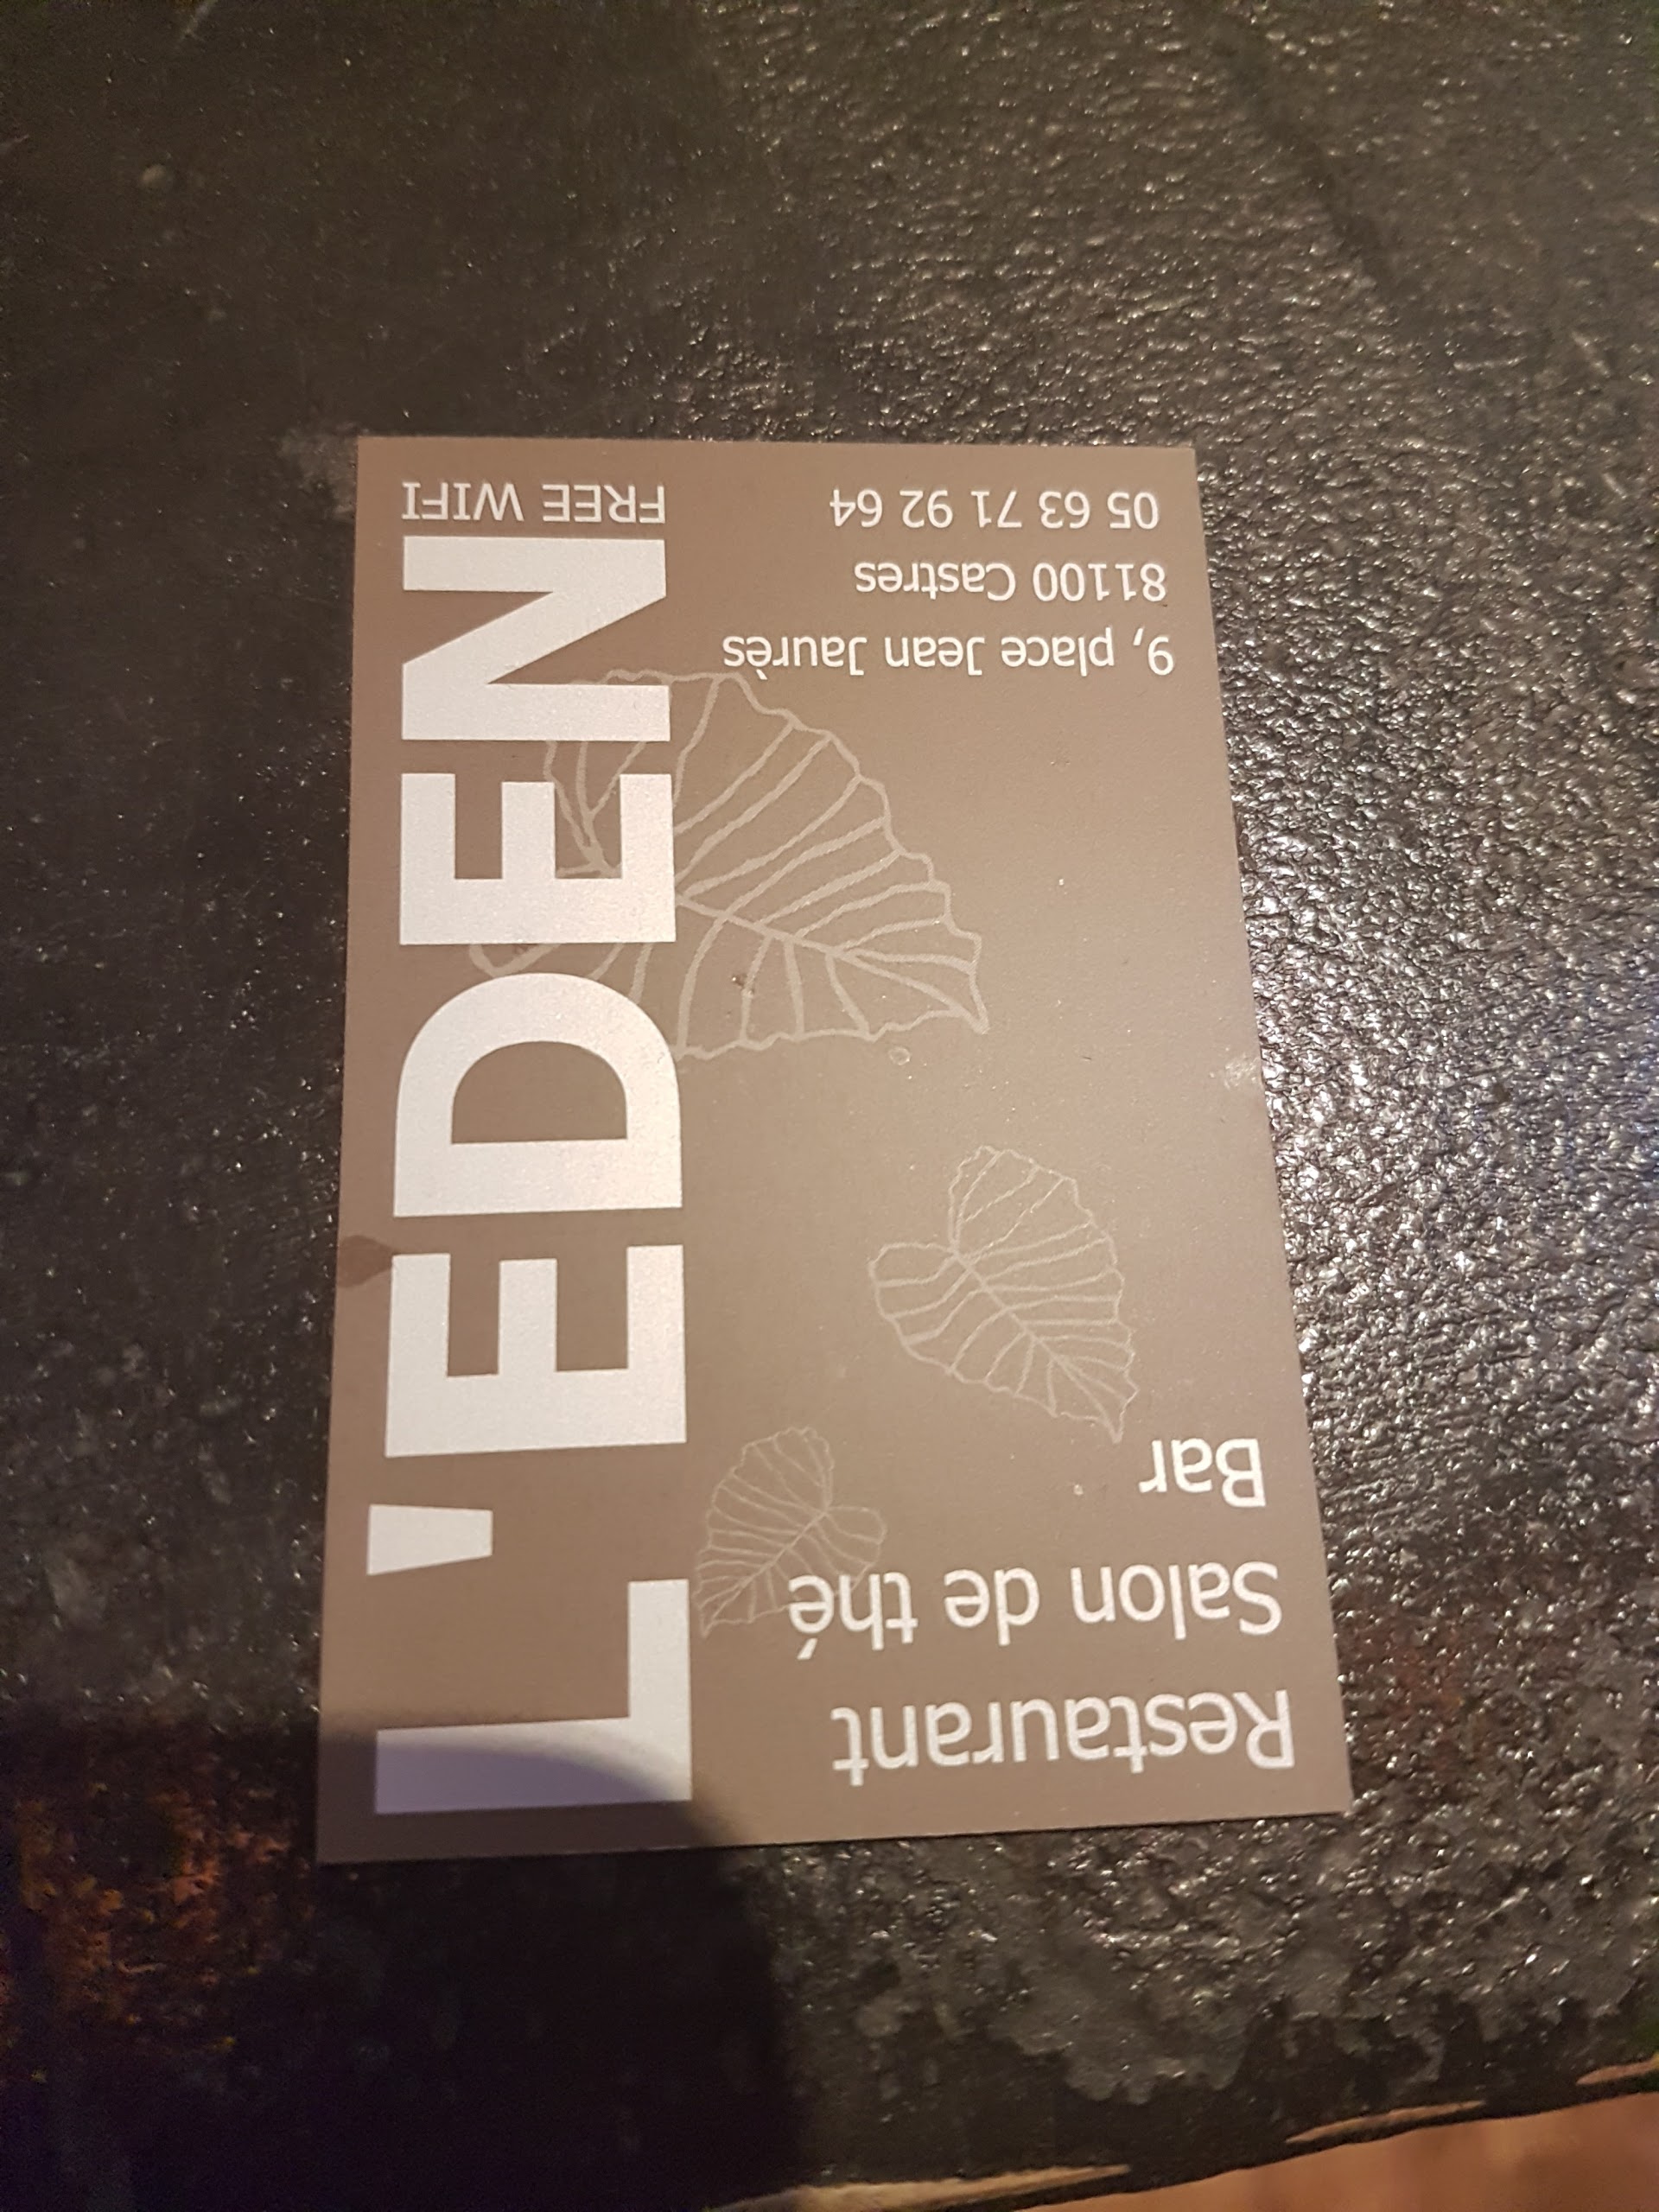 Restaurant
Salon de thé
Bar
L'EDEN
9, place Jean Jaurès
81100 Castres
05 63 71 92 64
FREE WIFI